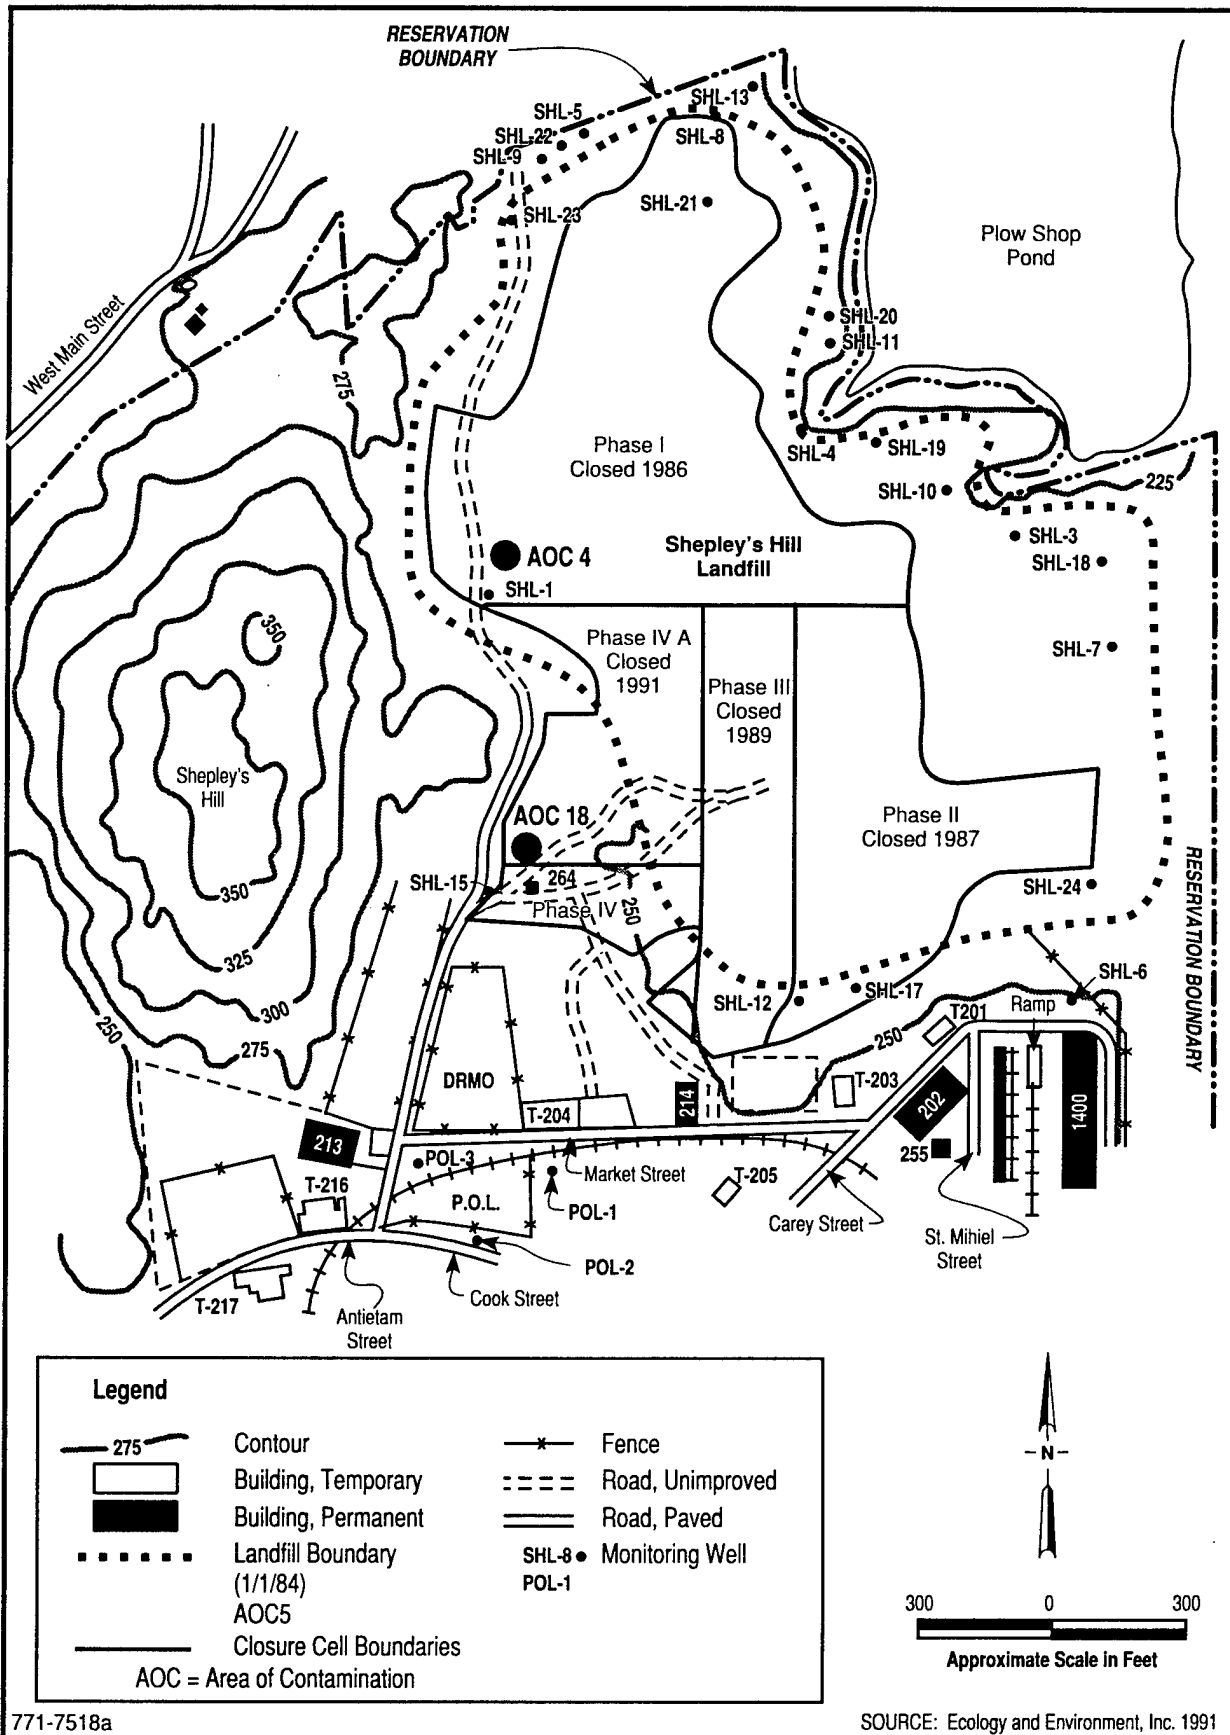 RESERVATION
BOUNDARY
SHL-13
SHL-5
SHL-22
SHL-8
SHL-9
SHL-21
SHL-23
Plow Shop
Pond
West Main Street
SHL-20
SHL-11
275
Phase I
Closed 1986
SHL-4
SHL-19
SHL-10
225
SHL-3
Shepley's Hill
Landfill
AOC 4
SHL-18
SHL-1
350
Phase IV A
Closed
1991
SHL-7
Phase III
Closed
1989
Shepley's
Hill
AOC 18
Phase II
Closed 1987
RESERVATION BOUNDARY
350
SHL-15
264
SHL-24
Phase IV
250
325
SHL-6
300
SHL-12
SHL-17
Ramp
T201
250
275
250
DRMO
T-203
T-204
214
202
1400
213
255
POL-3
Market Street
T-205
T-216
P.O.L.
POL-1
Carey Street
St. Mihiel
Street
POL-2
T-217
Cook Street
Antietam
Street
Legend
275
Contour
Building, Temporary
Building, Permanent
Landfill Boundary
(1/1/84)
AOC5
Closure Cell Boundaries
AOC = Area of Contamination
Fence
Road, Unimproved
Road, Paved
SHL-8 Monitoring Well
POL-1
N
300 0 300
Approximate Scale in Feet
771-7518a
SOURCE: Ecology and Environment, Inc. 1991